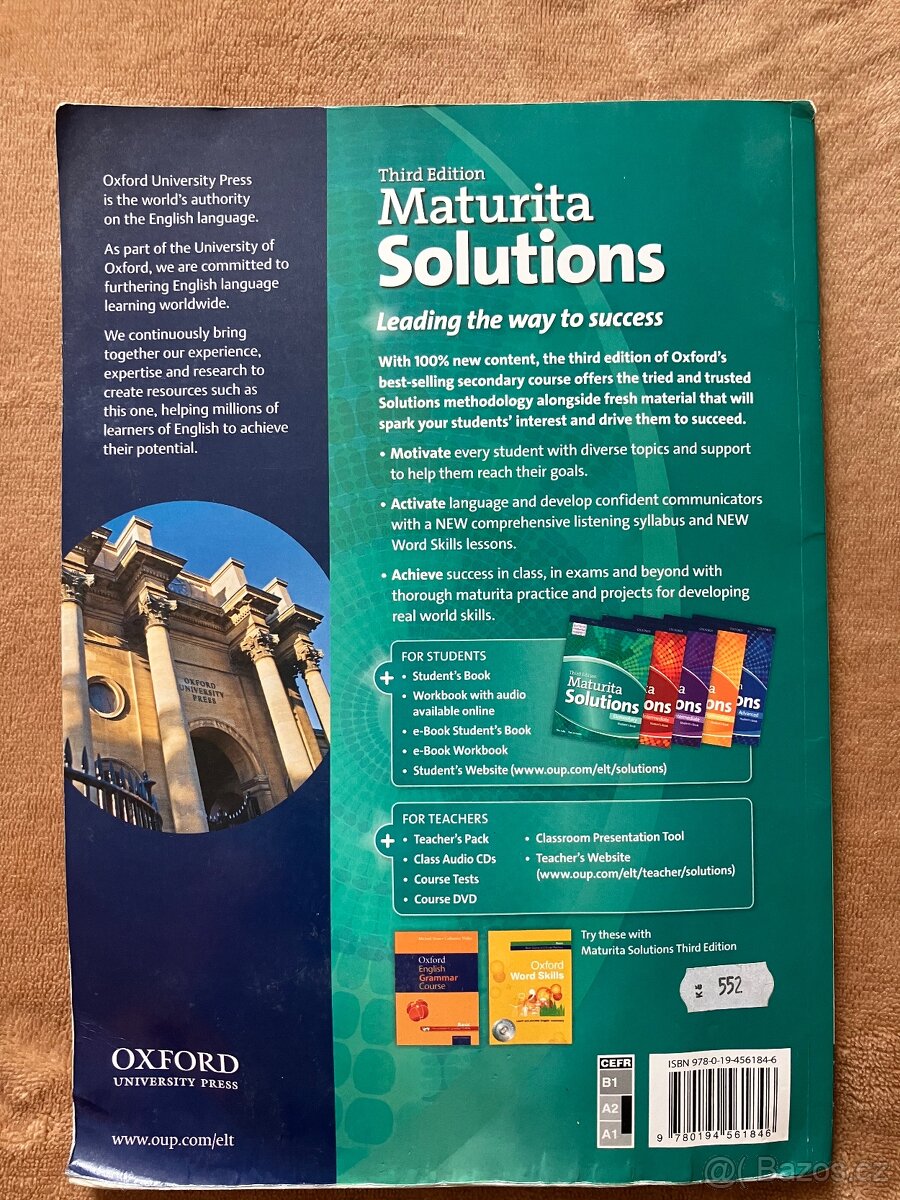 Oxford University Press
is the world's authority
on the English language.
As part of the University of
Oxford, we are committed to
furthering English language
learning worldwide.
We continuously bring
together our experience,
expertise and research to
create resources such as
this one, helping millions of
learners of English to achieve
their potential.
OXFORD
UNIVERSITY
PRESS
OXFORD
UNIVERSITY PRESS
www.oup.com/elt
Third Edition
Maturita
Solutions
Leading the way to success
With 100% new content, the third edition of Oxford's
best-selling secondary course offers the tried and trusted
Solutions methodology alongside fresh material that will
spark your students' interest and drive them to succeed.
• Motivate every student with diverse topics and support
to help them reach their goals.
• Activate language and develop confident communicators
with a NEW comprehensive listening syllabus and NEW
Word Skills lessons.
• Achieve success in class, in exams and beyond with
thorough maturita practice and projects for developing
real world skills.
FOR STUDENTS
• Student's Book
• Workbook with audio
available online
• e-Book Student's Book
• e-Book Workbook
• Student's Website (www.oup.com/elt/solutions)
Third Edition
Maturita
Solutions
Elementary
Student's Book
ons
Advanced
FOR TEACHERS
• Teacher's Pack
• Class Audio CDs
• Course Tests
• Course DVD
• Classroom Presentation Tool
• Teacher's Website
(www.oup.com/elt/teacher/solutions)
Oxford
English
Grammar
Course
Basic
Oxford
Word Skills
Try these with
Maturita Solutions Third Edition
Kč 552
CEFR
B1
A2
A1
ISBN 978-0-19-456184-6
9 780194 561846
@( Bazos.cz